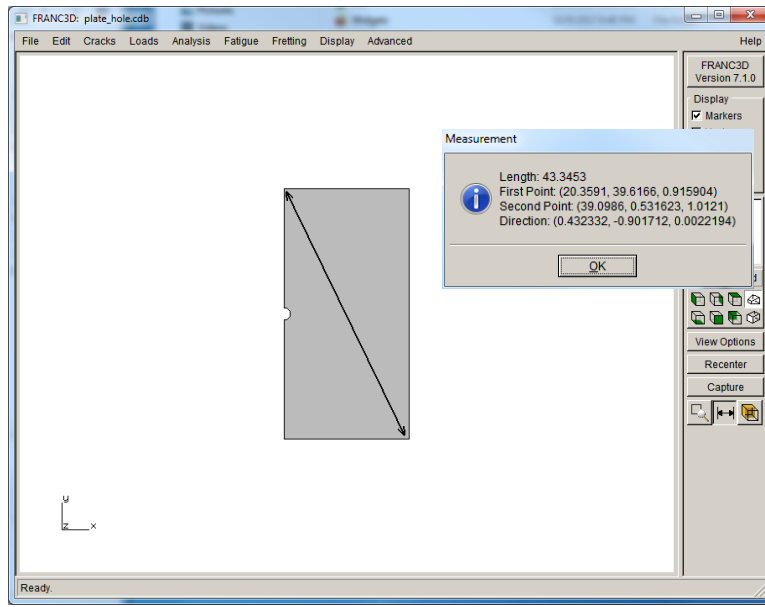 FRANC3D: plate_hole.cdb
File Edit Cracks Loads Analysis Fatigue Fretting Display Advanced Help
FRANC3D
Version 7.1.0
Display
Markers
Measurement
Length: 43.3453
First Point: (20.3591, 39.6166, 0.915904)
Second Point: (39.0986, 0.531623, 1.0121)
Direction: (0.432332, -0.901712, 0.0022194)
OK
View Options
Recenter
Capture
y
z x
Ready.